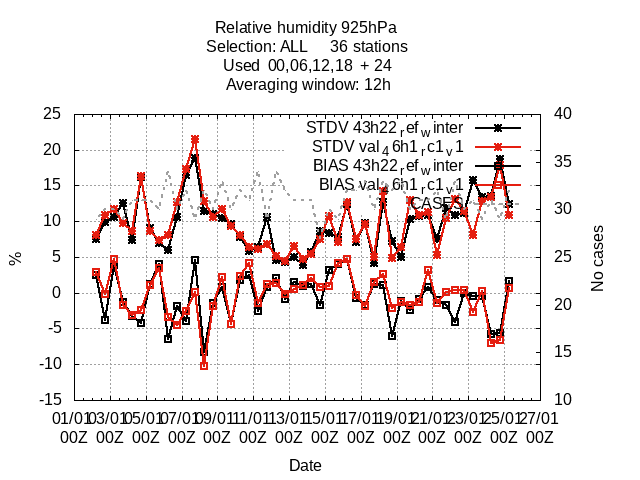 Relative humidity 925hPa
Selection: ALL 36 stations
Used 00,06,12,18 + 24
Averaging window: 12h
25 40
20 35
15 30
10 25
5 20
0 15
-5 10
-10
-15
STDV 43h22_ref_winter
STDV val_46h1_rc1_v1
BIAS 43h22_ref_winter
BIAS val_46h1_rc1_v1
CASES
%
No cases
01/01 03/01 05/01 07/01 09/01 11/01 13/01 15/01 17/01 19/01 21/01 23/01 25/01 27/01
00Z 00Z 00Z 00Z 00Z 00Z 00Z 00Z 00Z 00Z 00Z 00Z 00Z 00Z
Date